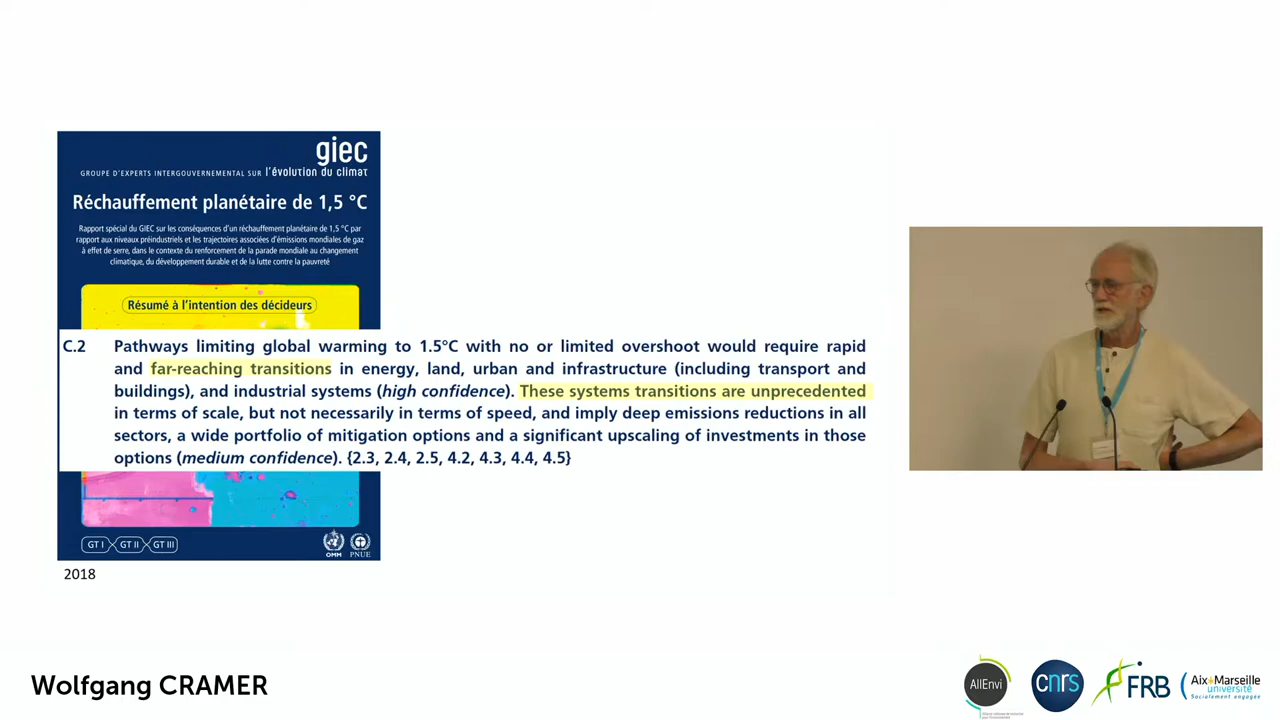 giec
GROUPE D'EXPERTS INTERGOUVERNEMENTAL SUR l'évolution du climat
Réchauffement planétaire de 1,5 °C
Rapport spécial du GIEC sur les conséquences d'un réchauffement planétaire de 1,5 °C par
rapport aux niveaux préindustriels et les trajectoires associées d'émissions mondiales de gaz
à effet de serre, dans le contexte du renforcement de la parade mondiale au changement
climatique, du développement durable et de la lutte contre la pauvreté
Résumé à l'intention des décideurs
C.2 Pathways limiting global warming to 1.5°C with no or limited overshoot would require rapid
and far-reaching transitions in energy, land, urban and infrastructure (including transport and
buildings), and industrial systems (high confidence). These systems transitions are unprecedented
in terms of scale, but not necessarily in terms of speed, and imply deep emissions reductions in all
sectors, a wide portfolio of mitigation options and a significant upscaling of investments in those
options (medium confidence). {2.3, 2.4, 2.5, 4.2, 4.3, 4.4, 4.5}
GT I GT II GT III
OMM PNUE
2018
Wolfgang CRAMER
AllEnvi
cnrs
FRB
Aix*Marseille
université
Socialement engagée